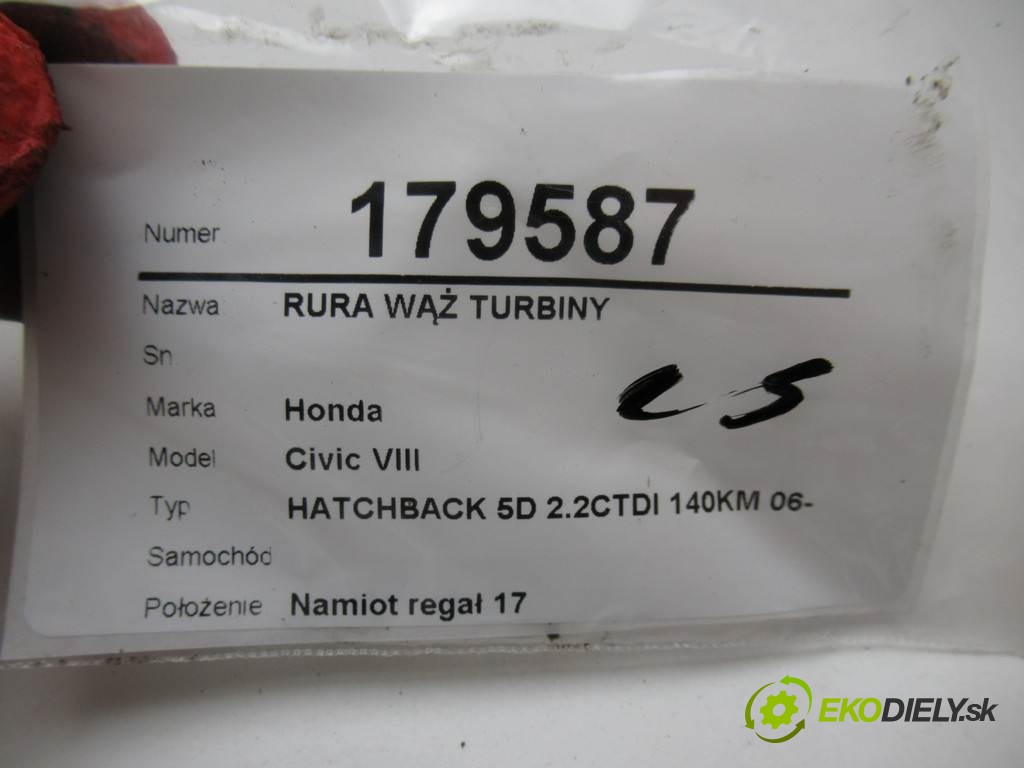 Numer 179587
Nazwa RURA WĄŻ TURBINY
Sn
Marka Honda
Model Civic VIII
Typ HATCHBACK 5D 2.2CTDI 140KM 06-
Samochód
Położenie Namiot regał 17
EKODIELY.sk